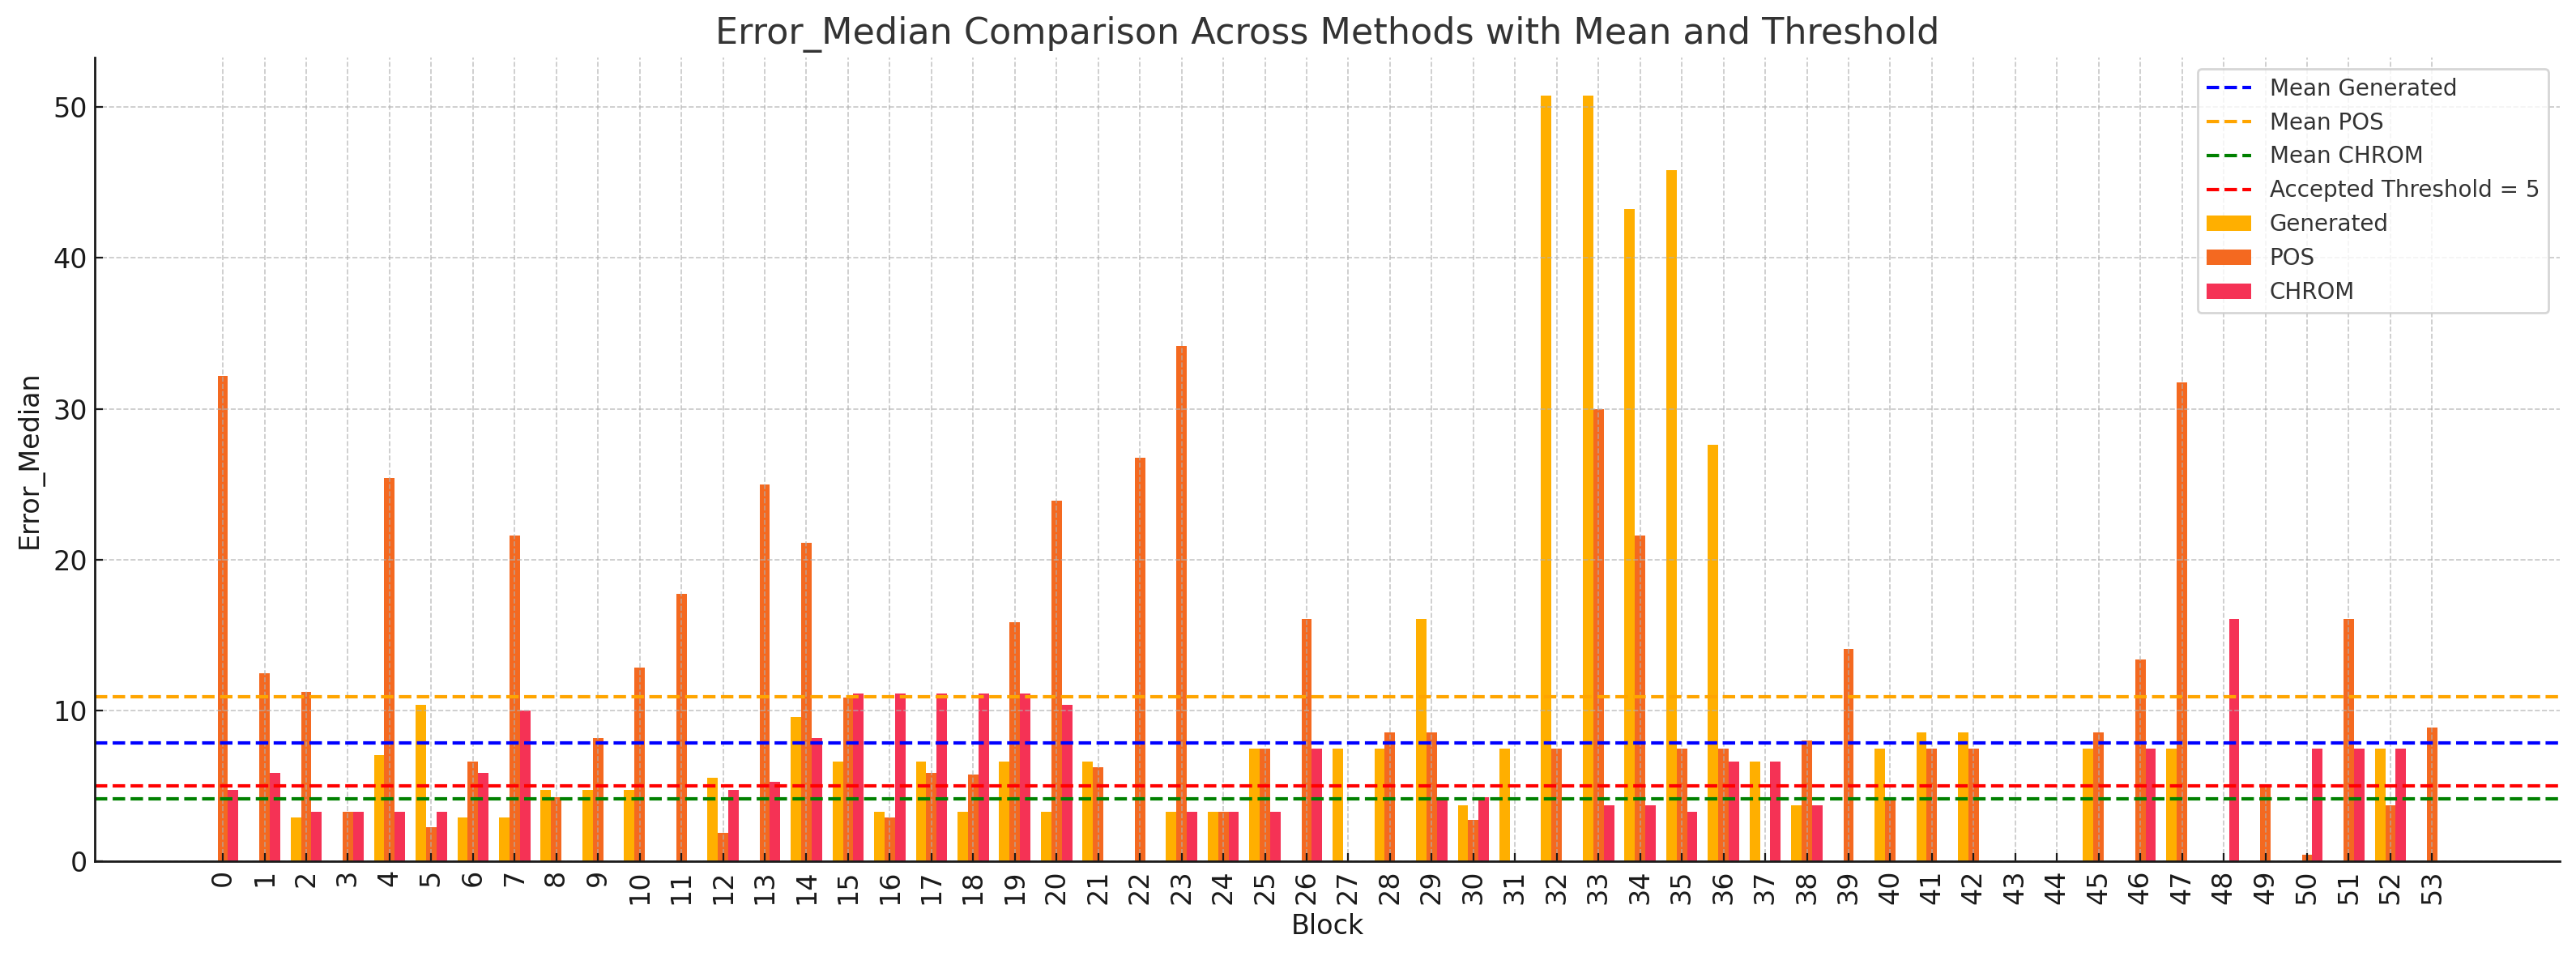 Error_Median Comparison Across Methods with Mean and Threshold
Mean Generated
Mean POS
Mean CHROM
Accepted Threshold = 5
Generated
POS
CHROM
Error_Median
50
40
30
20
10
0
0 1 2 3 4 5 6 7 8 9 10 11 12 13 14 15 16 17 18 19 20 21 22 23 24 25 26 27 28 29 30 31 32 33 34 35 36 37 38 39 40 41 42 43 44 45 46 47 48 49 50 51 52 53
Block